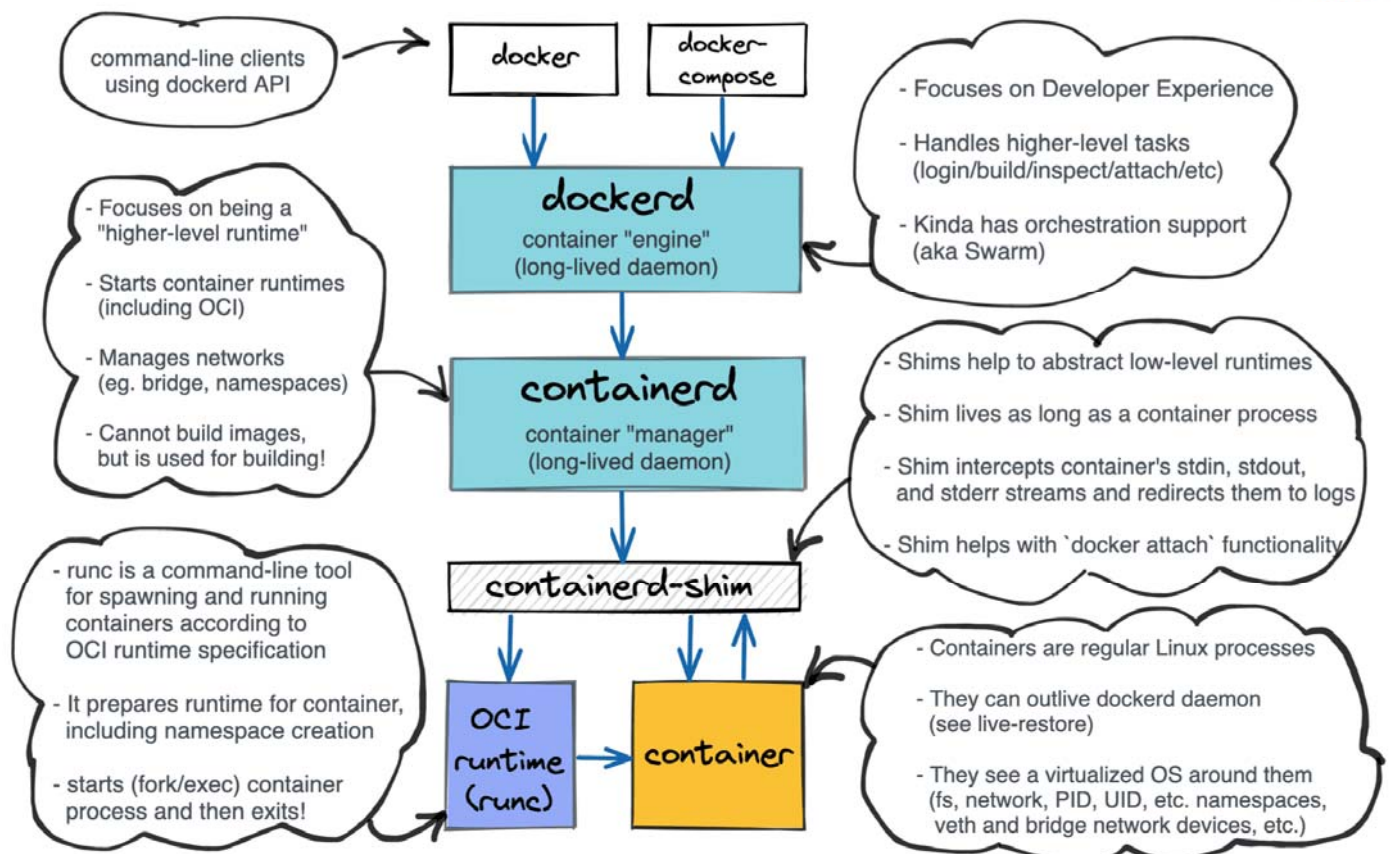 command-line clients
using dockerd API
docker
docker-
compose
- Focuses on Developer Experience
- Handles higher-level tasks
(login/build/inspect/attach/etc)
- Kinda has orchestration support
(aka Swarm)
dockerd
container "engine"
(long-lived daemon)
- Focuses on being a
"higher-level runtime"
- Starts container runtimes
(including OCI)
- Manages networks
(eg. bridge, namespaces)
- Cannot build images,
but is used for building!
containerd
container "manager"
(long-lived daemon)
- Shims help to abstract low-level runtimes
- Shim lives as long as a container process
- Shim intercepts container's stdin, stdout,
and stderr streams and redirects them to logs
- Shim helps with `docker attach` functionality
containerd-shim
- runc is a command-line tool
for spawning and running
containers according to
OCI runtime specification
- It prepares runtime for container,
including namespace creation
- starts (fork/exec) container
process and then exits!
OCI
runtime
(runc)
container
- Containers are regular Linux processes
- They can outlive dockerd daemon
(see live-restore)
- They see a virtualized OS around them
(fs, network, PID, UID, etc. namespaces,
veth and bridge network devices, etc.)